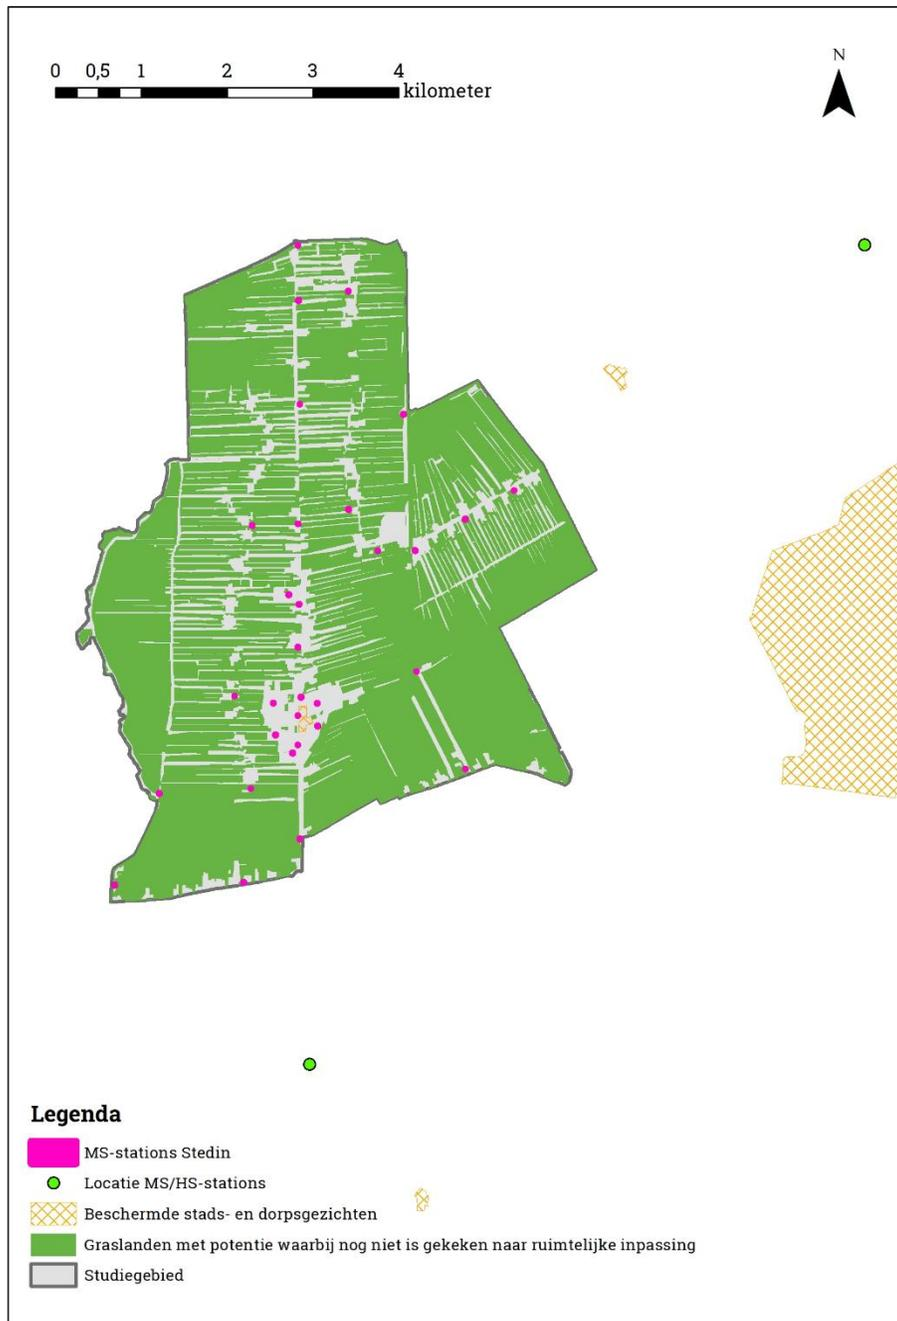 0 0,5 1 2 3 4
kilometer
N
Legenda
MS-stations Stedin
Locatie MS/HS-stations
Beschermde stads- en dorpsgezichten
Graslanden met potentie waarbij nog niet is gekeken naar ruimtelijke inpassing
Studiegebied